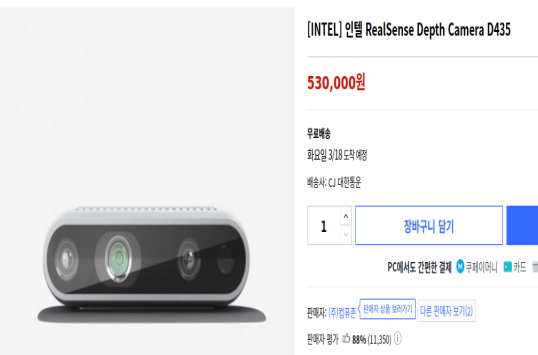 [INTEL] 인텔 RealSense Depth Camera D435
530,000원
무료배송
화요일 3/18 도착 예정
배송사: CJ 대한통운
1
장바구니 담기
PC에서도 간편한 결제 쿠페이머니 카드
판매자: (주)컴퓨존 판매자 상품 보러가기 다른 판매자 보기(2)
판매자 평가 88% (11,350)